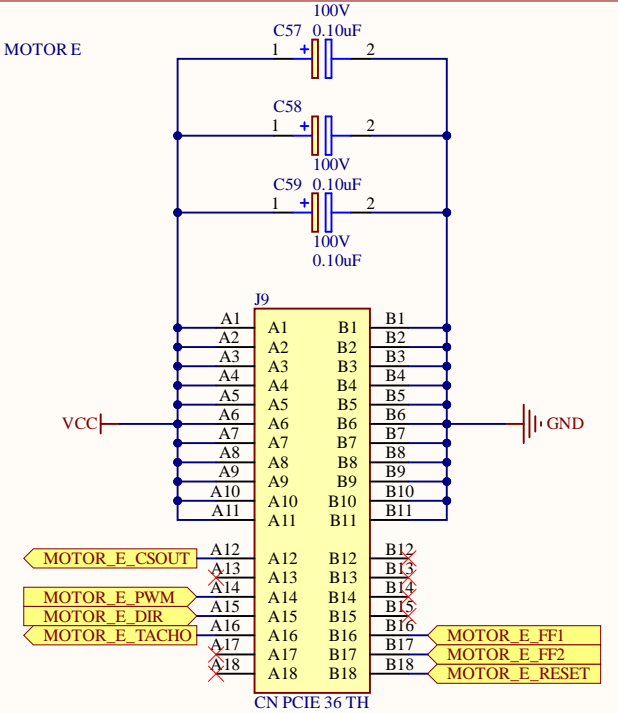 100V
C57 0.10uF
MOTOR E
1 + 2
C58
1 + 2
100V
C59 0.10uF
1 + 2
100V
0.10uF
J9
A1 A1 B1 B1
A2 A2 B2 B2
A3 A3 B3 B3
A4 A4 B4 B4
A5 A5 B5 B5
VCC A6 A6 B6 B6 GND
A7 A7 B7 B7
A8 A8 B8 B8
A9 A9 B9 B9
A10 A10 B10 B10
A11 A11 B11 B11
MOTOR_E_CSOUT A12 A12 B12 B12
A13 A13 B13 B13
MOTOR_E_PWM A14 A14 B14 B14
MOTOR_E_DIR A15 A15 B15 B15
MOTOR_E_TACHO A16 A16 B16 B16 MOTOR_E_FF1
A17 A17 B17 B17 MOTOR_E_FF2
A18 A18 B18 B18 MOTOR_E_RESET
CN PCIE 36 TH